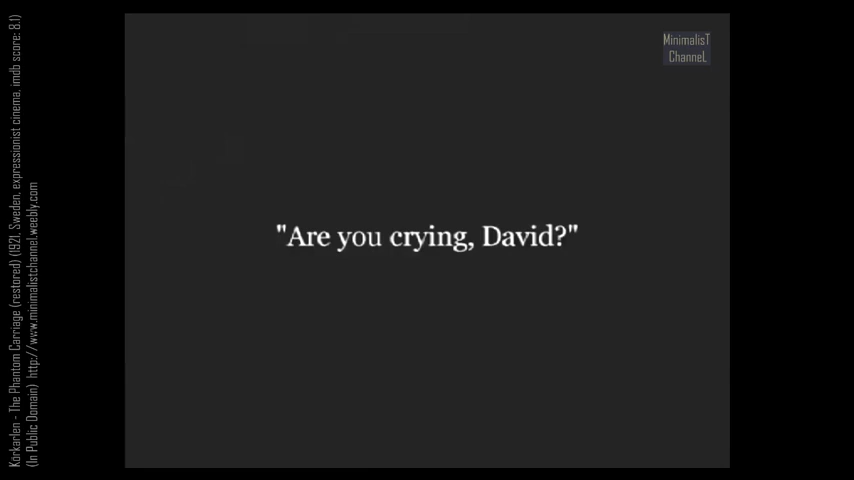 MinimalisT
ChanneL
"Are you crying, David?"
Körkarlen - The Phantom Carriage (restored) (1921, Sweden, expressionist cinema, imdb score: 8.1)
(In Public Domain) http://www.minimalistchannel.weebly.com